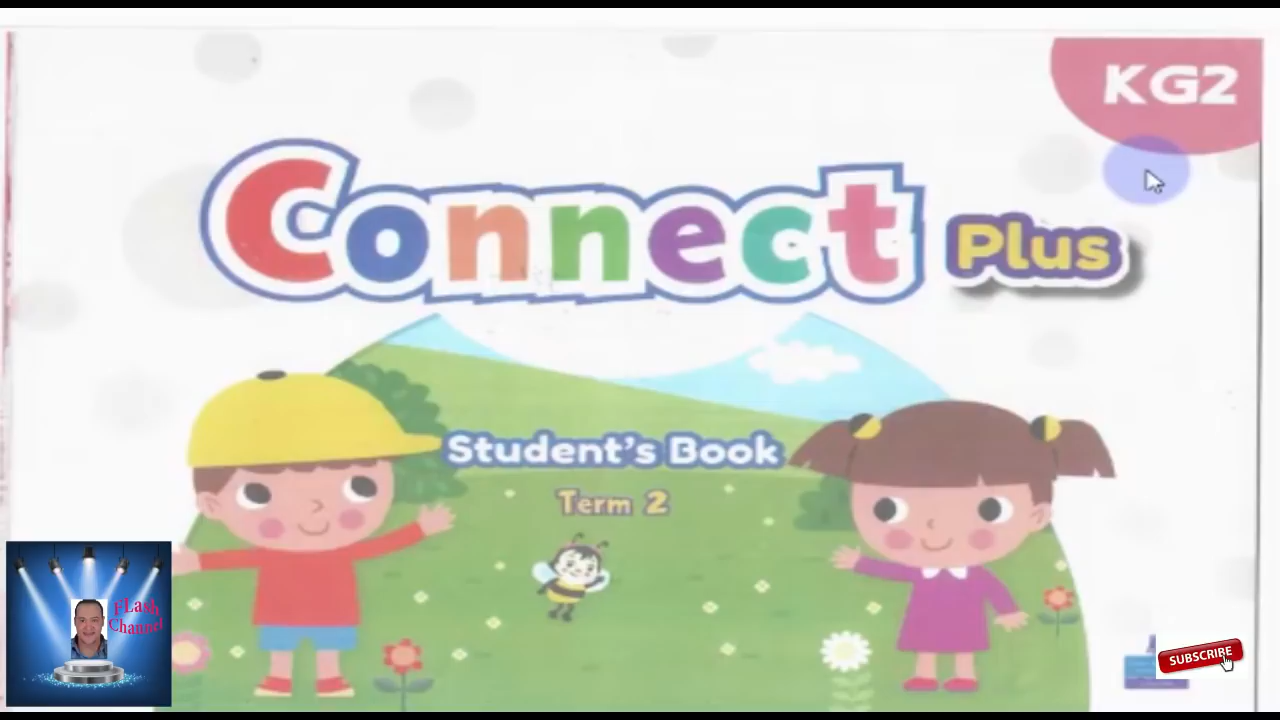 KG2
Connect Plus
Student's Book
Term 2
FLash
Channel
SUBSCRIBE